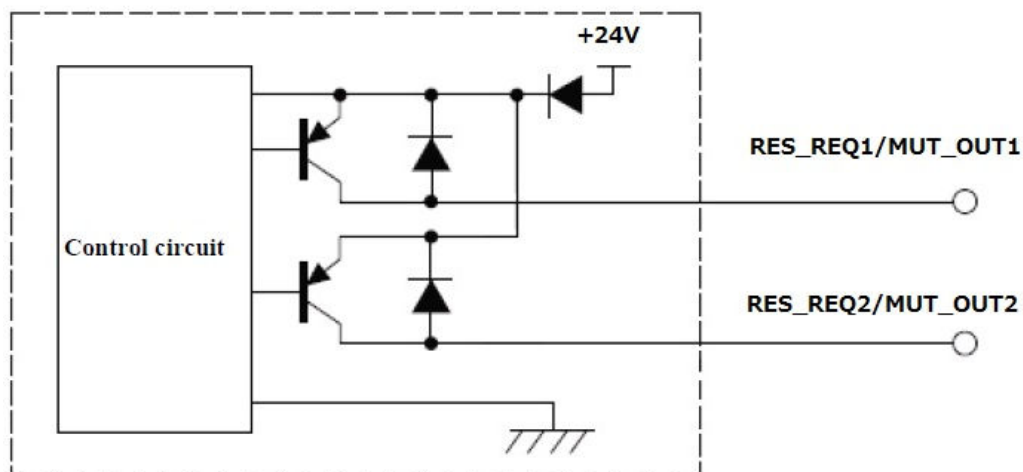 +24V
RES_REQ1/MUT_OUT1
Control circuit
RES_REQ2/MUT_OUT2